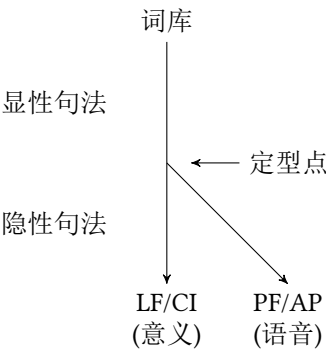 词库
显性句法
定型点
隐性句法
LF/CI PF/AP
(意义) (语音)